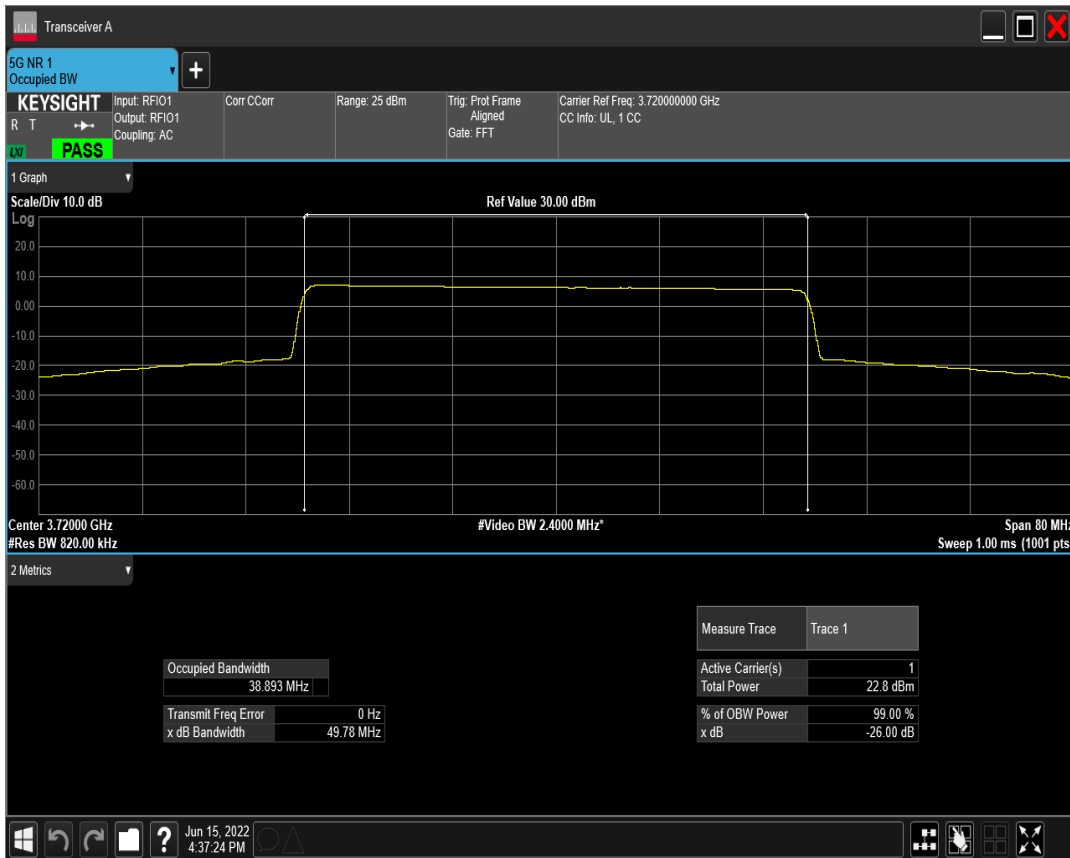 Transceiver A
5G NR 1
Occupied BW
KEYSIGHT
R T
LXI
PASS
Input: RFIO1
Output: RFIO1
Coupling: AC
Corr CCorr
Range: 25 dBm
Trig: Prot Frame
Aligned
Gate: FFT
Carrier Ref Freq: 3.720000000 GHz
CC Info: UL, 1 CC
1 Graph
Scale/Div 10.0 dB
Ref Value 30.00 dBm
Log
20.0
10.0
0.00
-10.0
-20.0
-30.0
-40.0
-50.0
-60.0
Center 3.72000 GHz
#Video BW 2.4000 MHz*
Span 80 MHz
#Res BW 820.00 kHz
Sweep 1.00 ms (1001 pts
2 Metrics
Measure Trace Trace 1
Occupied Bandwidth
38.893 MHz
Active Carrier(s) 1
Total Power 22.8 dBm
Transmit Freq Error 0 Hz
x dB Bandwidth 49.78 MHz
% of OBW Power 99.00 %
x dB -26.00 dB
?
Jun 15, 2022
4:37:24 PM